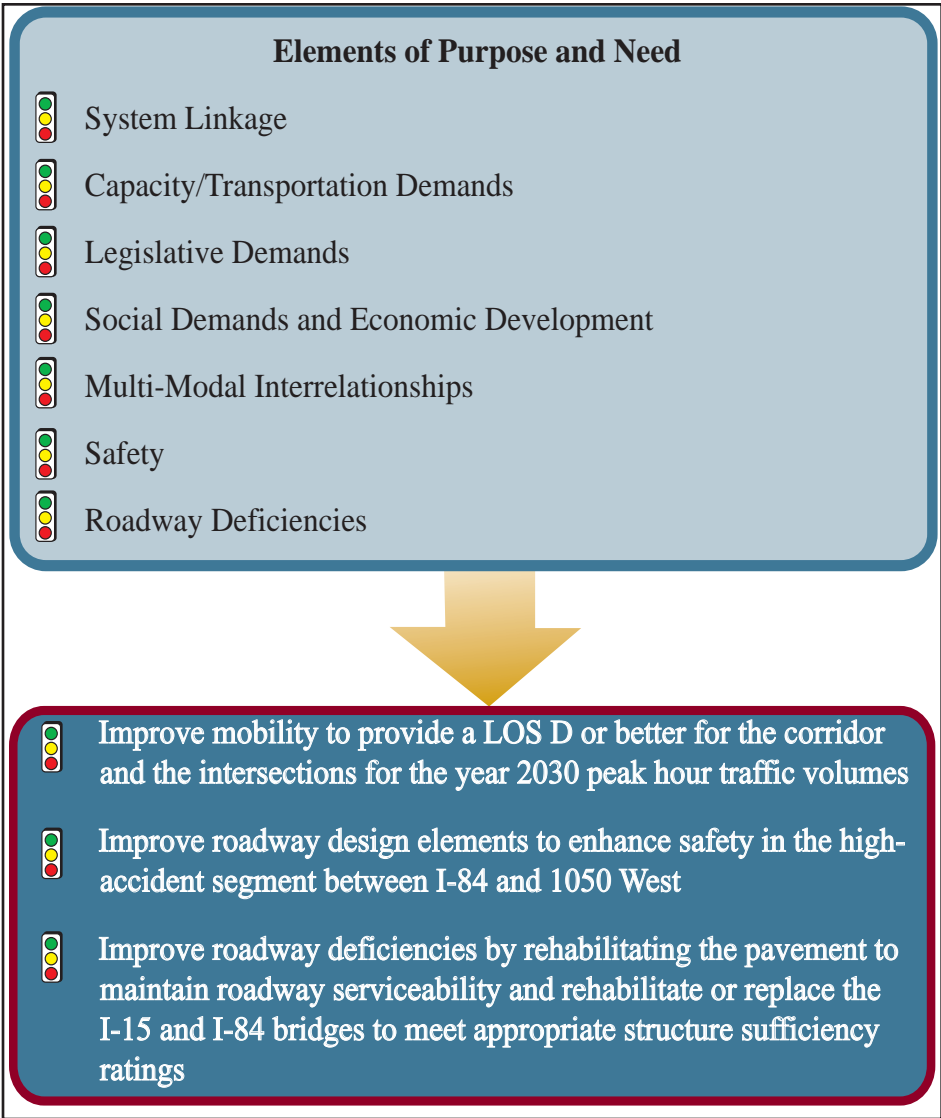 Elements of Purpose and Need
System Linkage
Capacity/Transportation Demands
Legislative Demands
Social Demands and Economic Development
Multi-Modal Interrelationships
Safety
Roadway Deficiencies
Improve mobility to provide a LOS D or better for the corridor
and the intersections for the year 2030 peak hour traffic volumes
Improve roadway design elements to enhance safety in the high-
accident segment between I-84 and 1050 West
Improve roadway deficiencies by rehabilitating the pavement to
maintain roadway serviceability and rehabilitate or replace the
I-15 and I-84 bridges to meet appropriate structure sufficiency
ratings